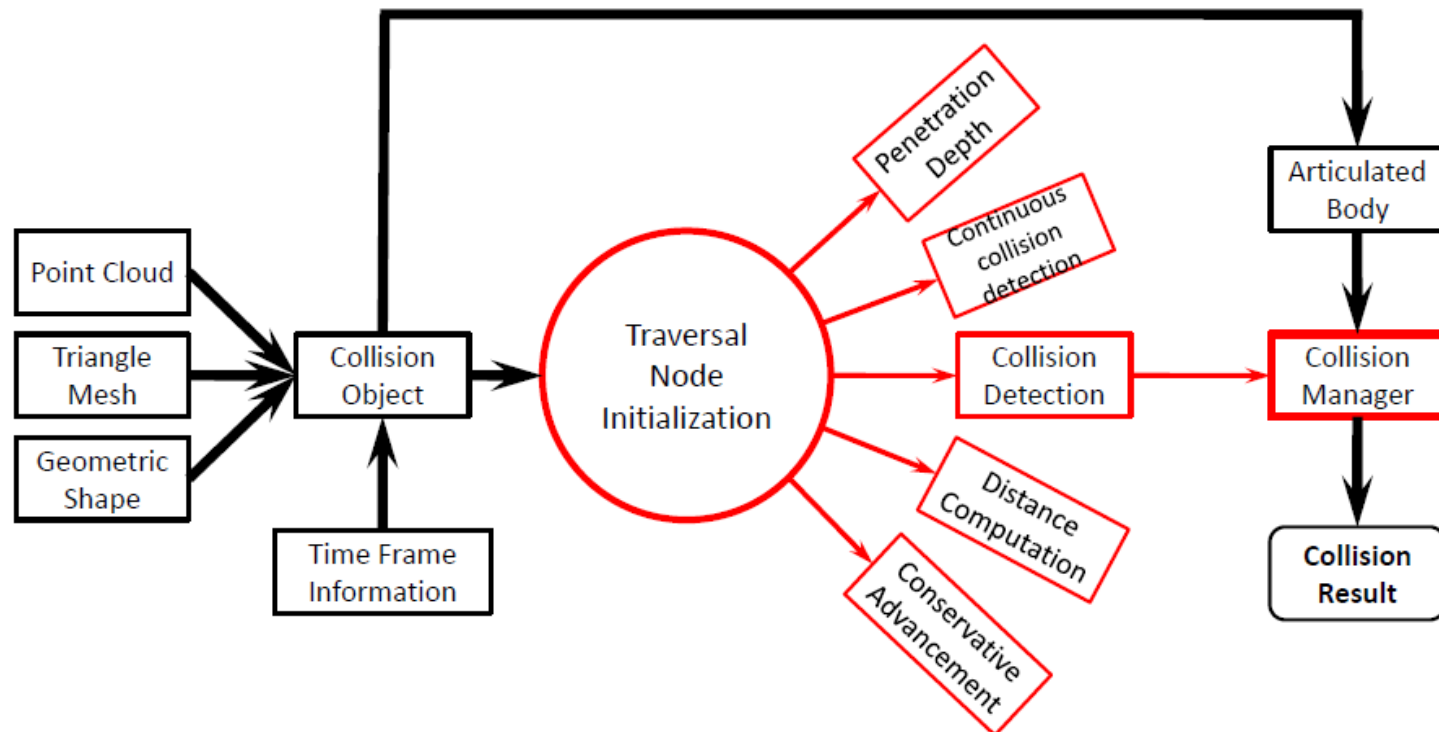 Point Cloud
Triangle
Mesh
Geometric
Shape
Collision
Object
Time Frame
Information
Traversal
Node
Initialization
Penetration
Depth
Continuous
collision
detection
Collision
Detection
Distance
Computation
Conservative
Advancement
Articulated
Body
Collision
Manager
Collision
Result